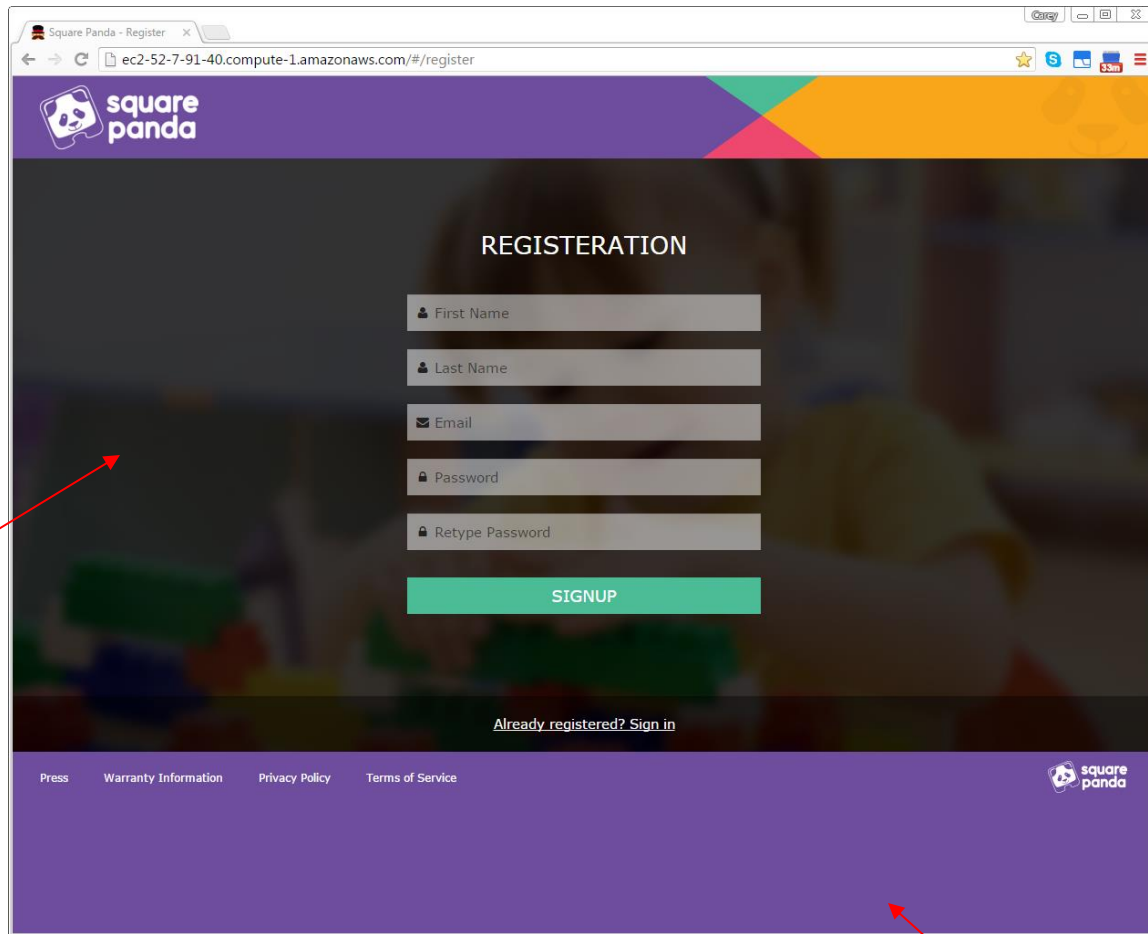 Carey
Square Panda - Register
ec2-52-7-91-40.compute-1.amazonaws.com/#/register
S
33m
square
panda
REGISTERATION
First Name
Last Name
Email
Password
Retype Password
SIGNUP
Already registered? Sign in
Press Warranty Information Privacy Policy Terms of Service
square
panda